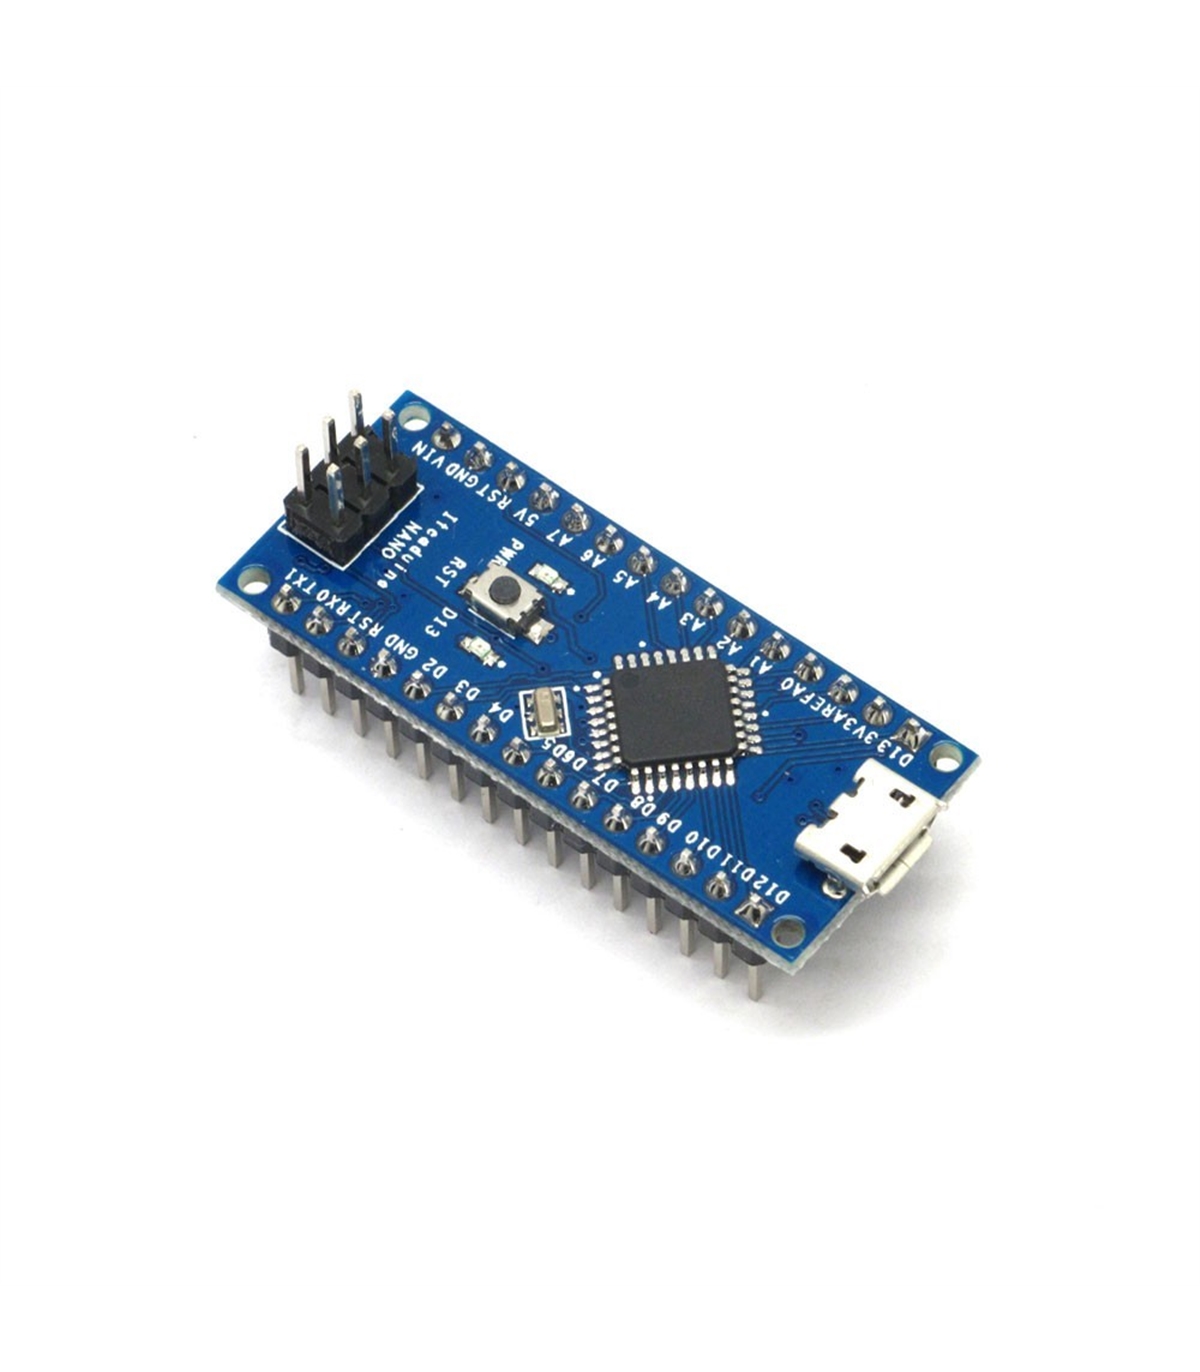 VIN
GND
RST
5V
A7
A6
A5
A4
A3
A2
A1
A0
AREF
3V3
D13
Iteaduino
NANO
PWR
RST
D13
TX1
RX0
RST
GND
D2
D3
D4
D5
D6
D7
D8
D9
D10
D11
D12